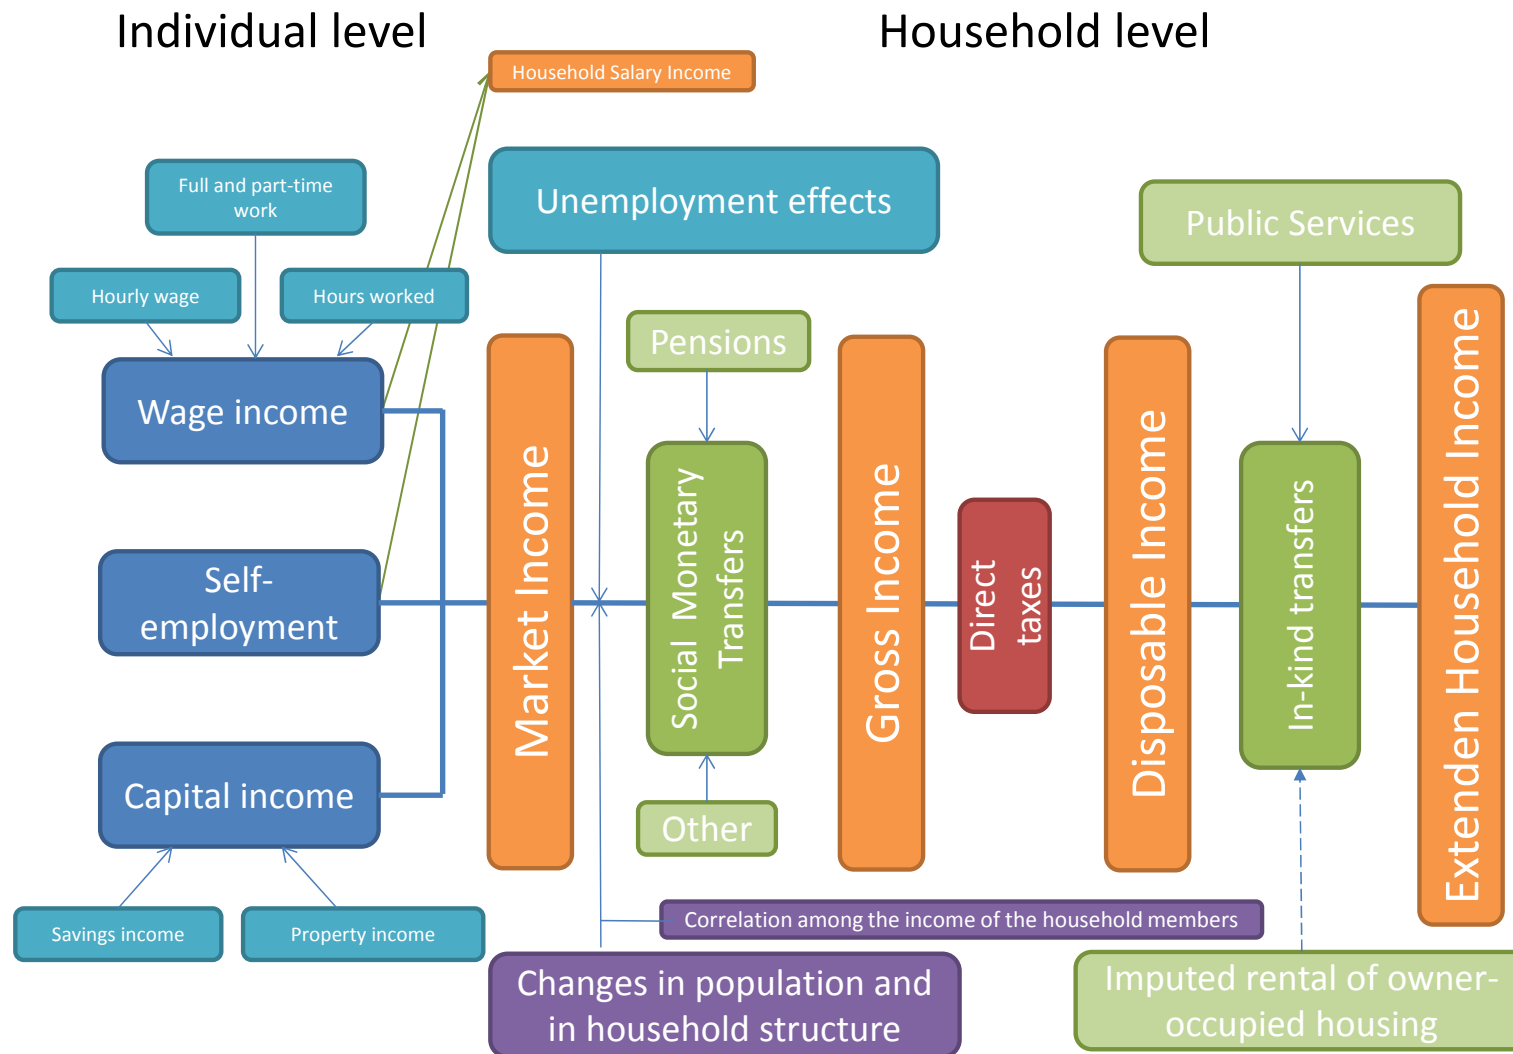 Individual level
Household level
Household Salary Income
Full and part-time
work
Unemployment effects
Public Services
Hourly wage
Hours worked
Pensions
Wage income
Self-
employment
Capital income
Market Income
Social Monetary
Transfers
Gross Income
Direct
taxes
Disposable Income
In-kind transfers
Extenden Household Income
Other
Savings income
Property income
Correlation among the income of the household members
Changes in population and
in household structure
Imputed rental of owner-
occupied housing